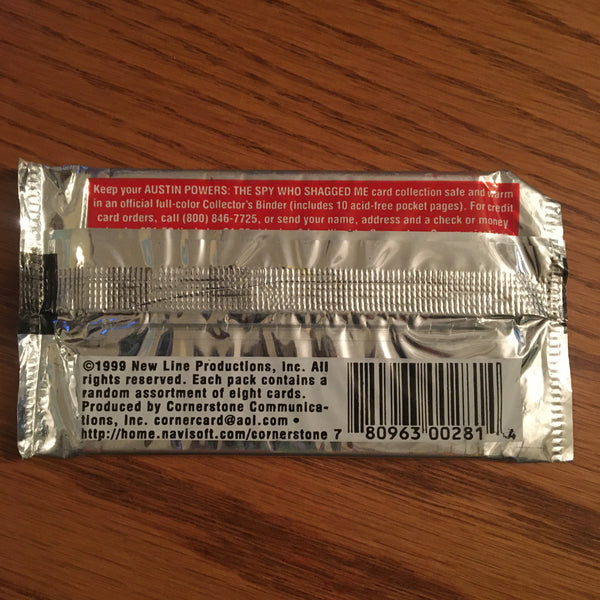 Keep your AUSTIN POWERS: THE SPY WHO SHAGGED ME card collection safe and warm
in an official full-color Collector's Binder (includes 10 acid-free pocket pages). For credit
card orders, call (800) 846-7725, or send your name, address and a check or money
©1999 New Line Productions, Inc. All
rights reserved. Each pack contains a
random assortment of eight cards.
Produced by Cornerstone Communica-
tions, Inc. cornercard@aol.com •
http://home.navisoft.com/cornerstone
7 80963 00281 4